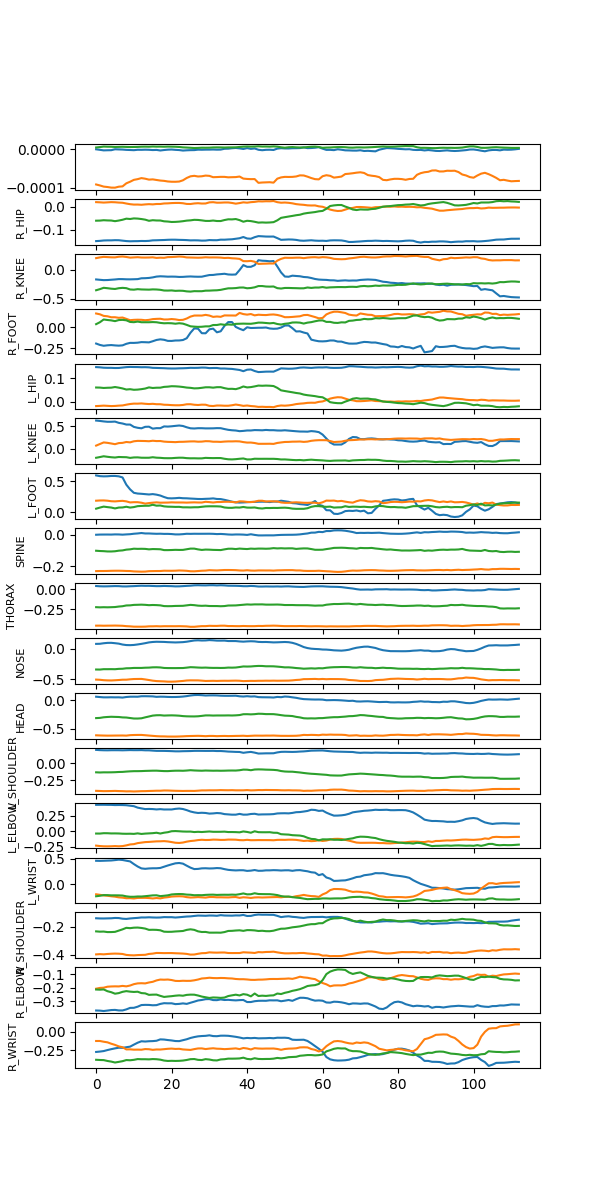 0.0000
−0.0001
R_HIP
0.0
−0.1
R_KNEE
0.0
−0.5
R_FOOT
0.00
−0.25
L_HIP
0.1
0.0
L_KNEE
0.5
0.0
L_FOOT
0.5
0.0
SPINE
0.0
−0.2
THORAX
0.00
−0.25
NOSE
0.0
−0.5
HEAD
0.0
−0.5
L_SHOULDER
0.00
−0.25
L_ELBOW
0.25
0.00
−0.25
L_WRIST
0.5
0.0
R_SHOULDER
−0.2
−0.4
R_ELBOW
−0.1
−0.2
−0.3
R_WRIST
0.00
−0.25
0 20 40 60 80 100